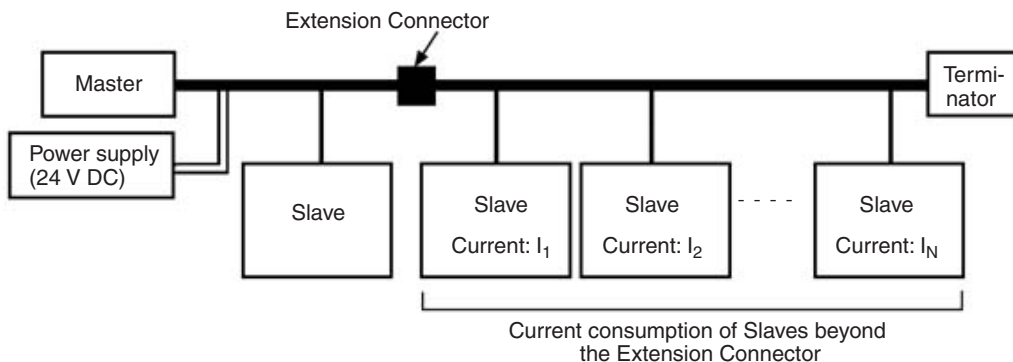 Extension Connector
Master
Termi-
nator
Power supply
(24 V DC)
Slave
Slave
Current: I1
Slave
Current: I2
- - - -
Slave
Current: IN
Current consumption of Slaves beyond
the Extension Connector